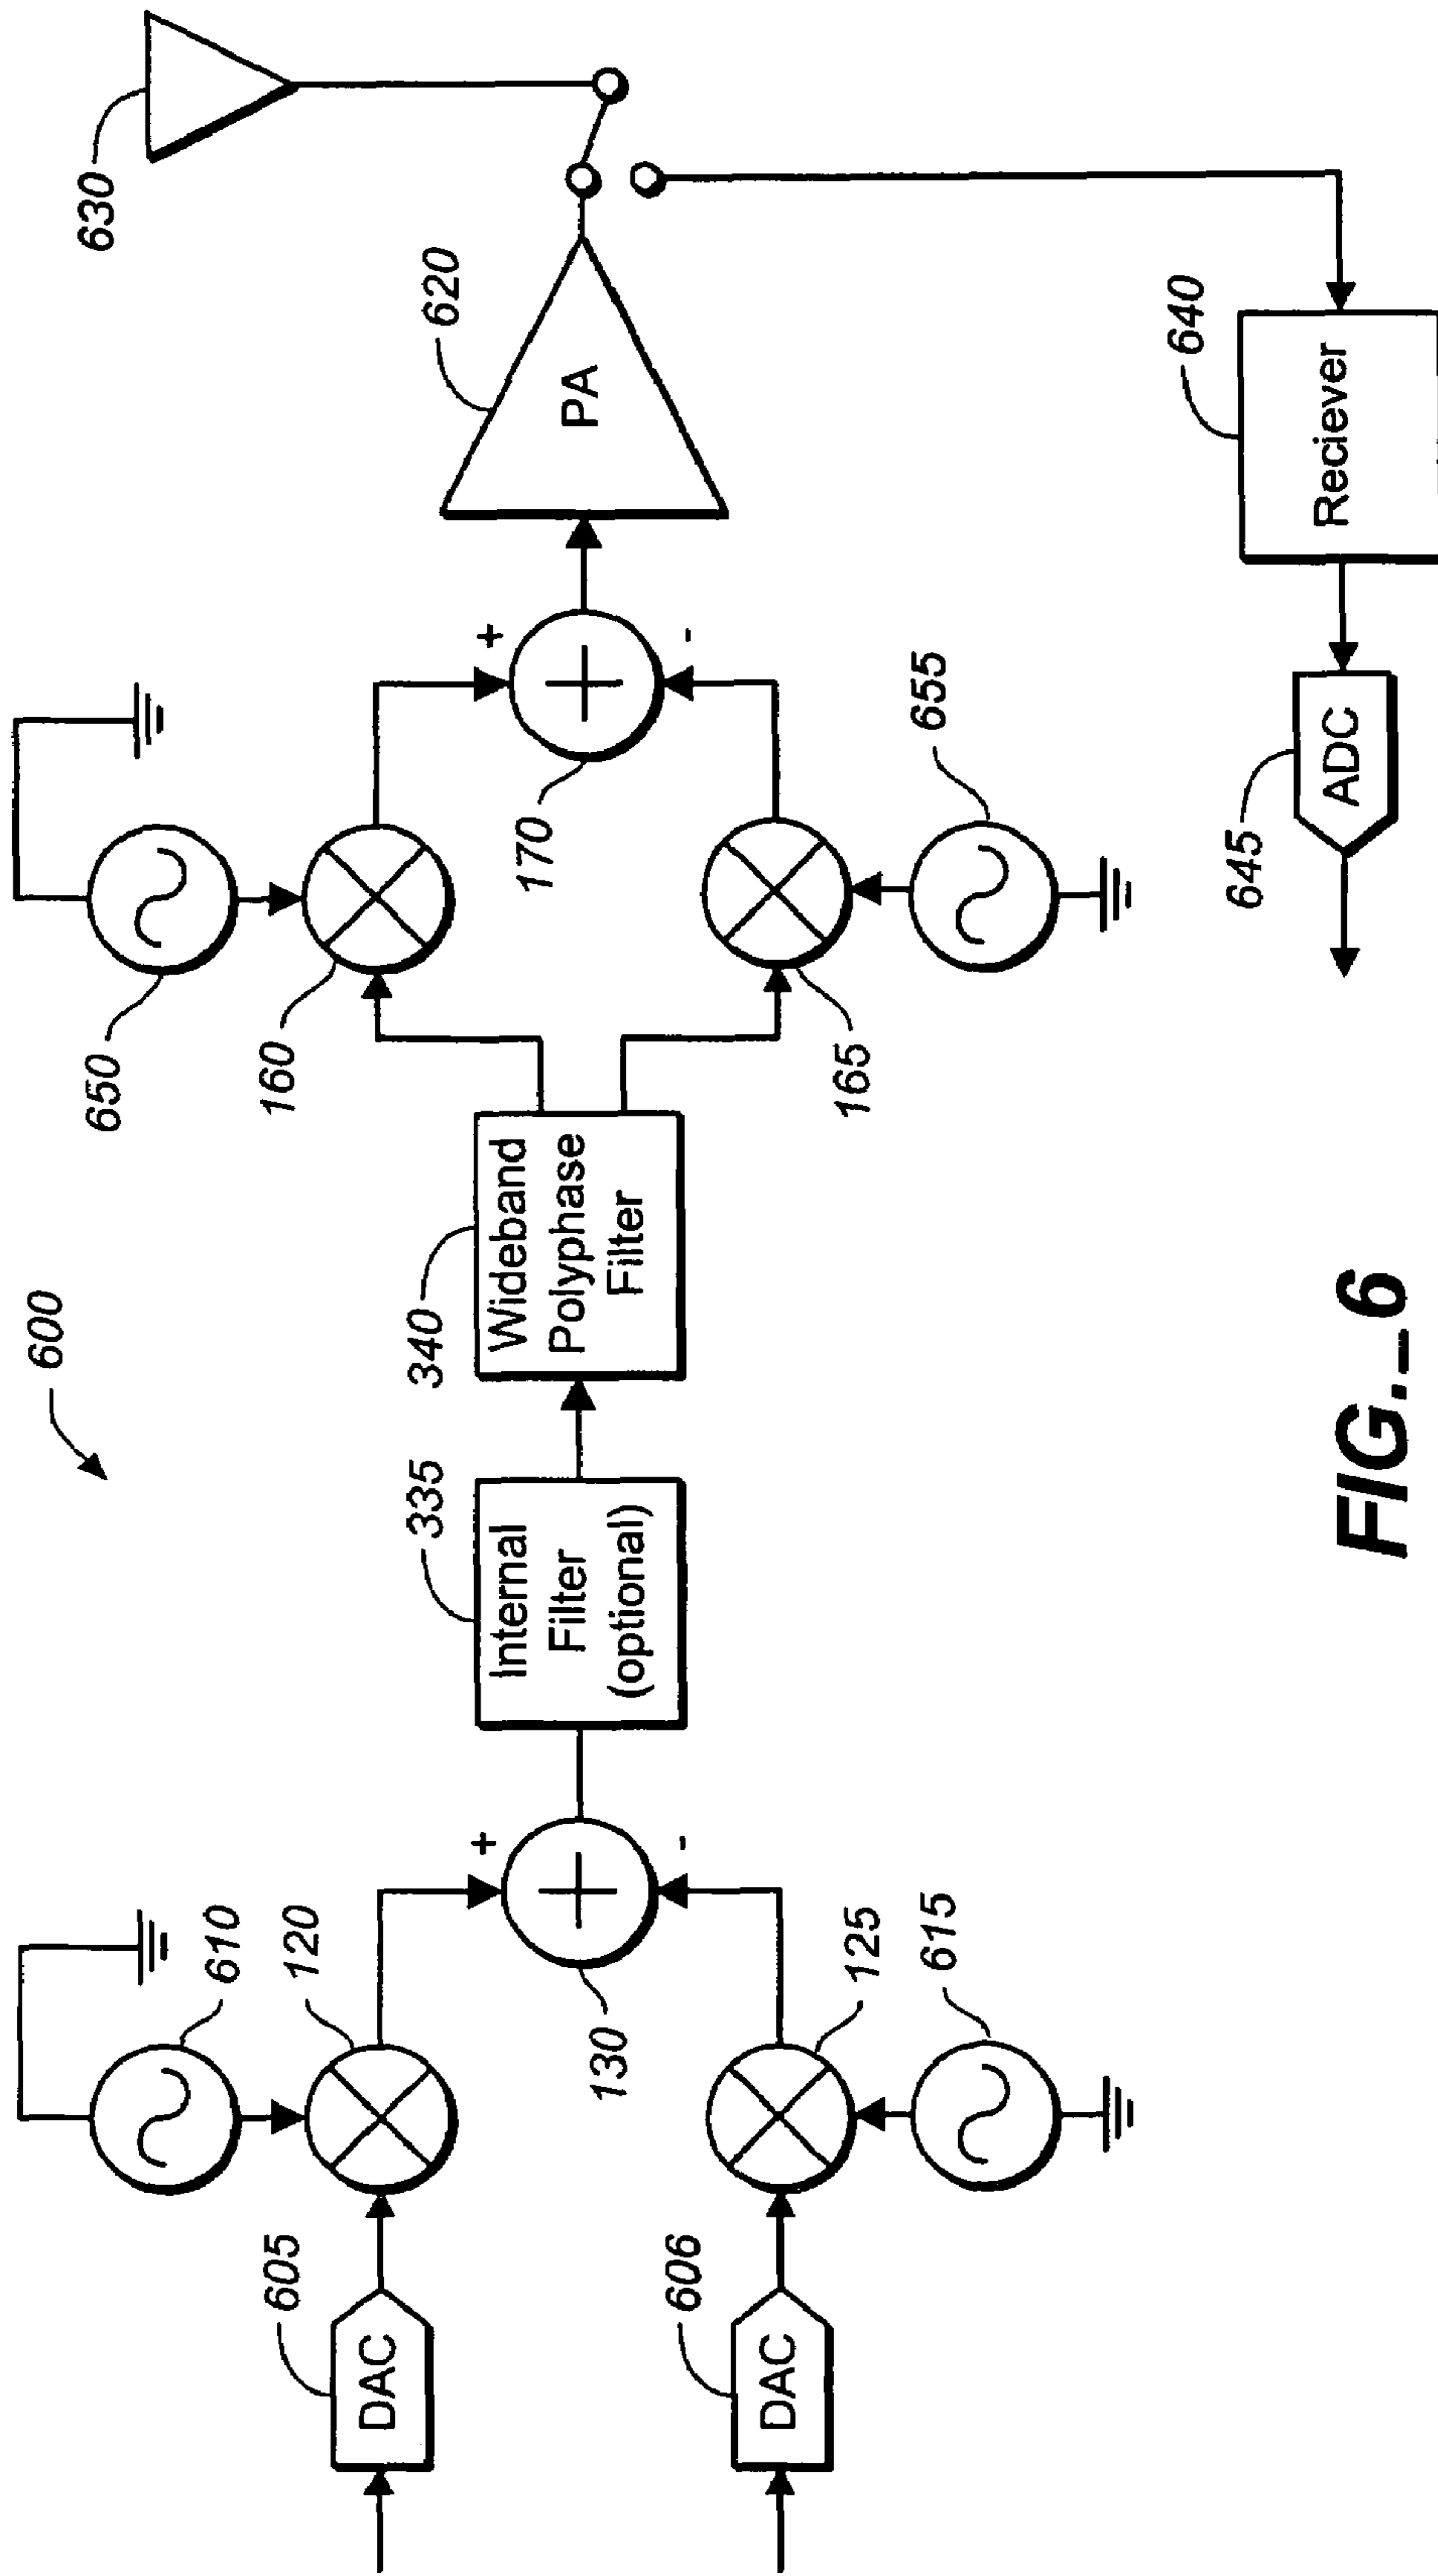 600
605
DAC
610
120
+
-
130
606
DAC
125
615
335
Internal
Filter
(optional)
340
Wideband
Polyphase
Filter
650
160
+
-
170
165
655
620
PA
630
640
Reciever
645
ADC
FIG._6